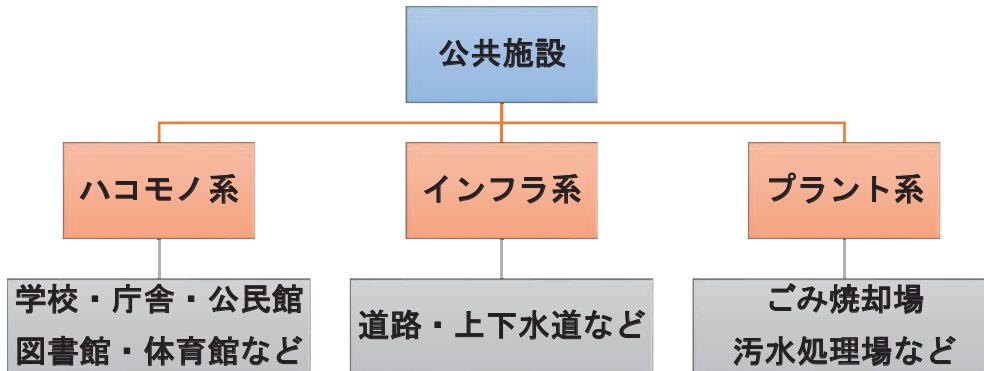 公共施設
ハコモノ系
インフラ系
プラント系
学校・庁舎・公民館
図書館・体育館など
道路・上下水道など
ごみ焼却場
汚水処理場など